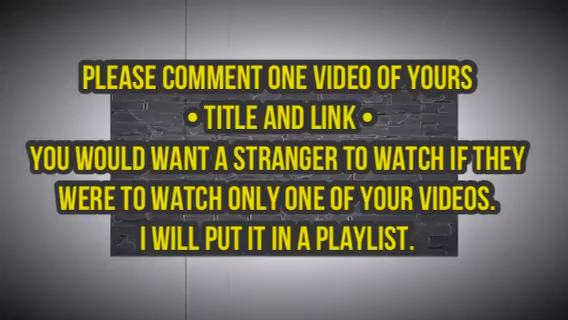 PLEASE COMMENT ONE VIDEO OF YOURS
• TITLE AND LINK •
YOU WOULD WANT A STRANGER TO WATCH IF THEY
WERE TO WATCH ONLY ONE OF YOUR VIDEOS.
I WILL PUT IT IN A PLAYLIST.